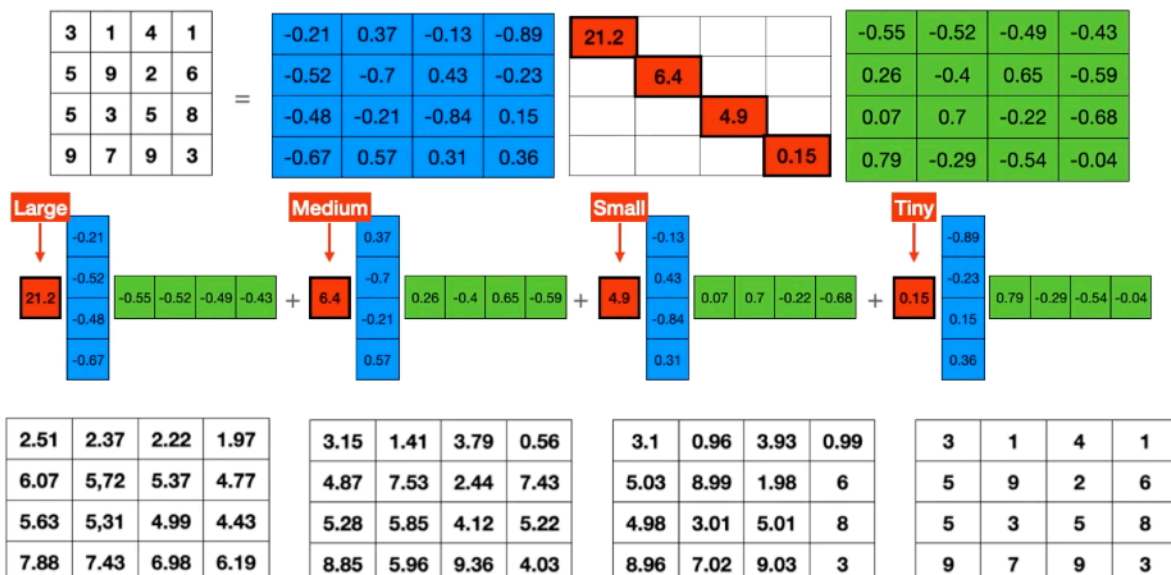 3 1 4 1 -0.21 0.37 -0.13 -0.89 21.2 -0.55 -0.52 -0.49 -0.43
5 9 2 6 -0.52 -0.7 0.43 -0.23 6.4 0.26 -0.4 0.65 -0.59
=
5 3 5 8 -0.48 -0.21 -0.84 0.15 4.9 0.07 0.7 -0.22 -0.68
9 7 9 3 -0.67 0.57 0.31 0.36 0.15 0.79 -0.29 -0.54 -0.04
Large Medium Small Tiny
-0.21 0.37 -0.13 -0.89
-0.52 -0.7 0.43 -0.23
21.2 -0.55 -0.52 -0.49 -0.43 + 6.4 0.26 -0.4 0.65 -0.59 + 4.9 0.07 0.7 -0.22 -0.68 + 0.15 0.79 -0.29 -0.54 -0.04
-0.48 -0.21 -0.84 0.15
-0.67 0.57 0.31 0.36
2.51 2.37 2.22 1.97 3.15 1.41 3.79 0.56 3.1 0.96 3.93 0.99 3 1 4 1
6.07 5,72 5.37 4.77 4.87 7.53 2.44 7.43 5.03 8.99 1.98 6 5 9 2 6
5.63 5,31 4.99 4.43 5.28 5.85 4.12 5.22 4.98 3.01 5.01 8 5 3 5 8
7.88 7.43 6.98 6.19 8.85 5.96 9.36 4.03 8.96 7.02 9.03 3 9 7 9 3